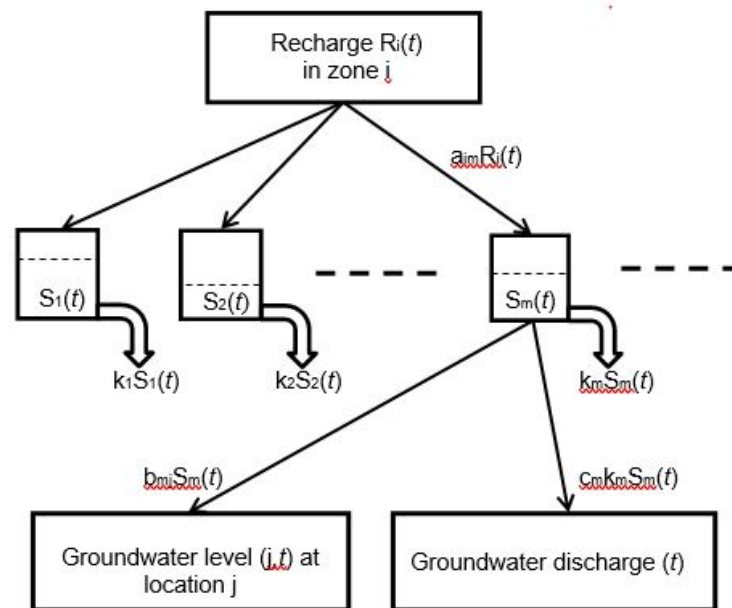 Recharge Ri(t)
in zone i
aimRi(t)
S1(t)
S2(t)
Sm(t)
k1S1(t)
k2S2(t)
kmSm(t)
bmjSm(t)
cmkmSm(t)
Groundwater level (j,t) at
location j
Groundwater discharge (t)